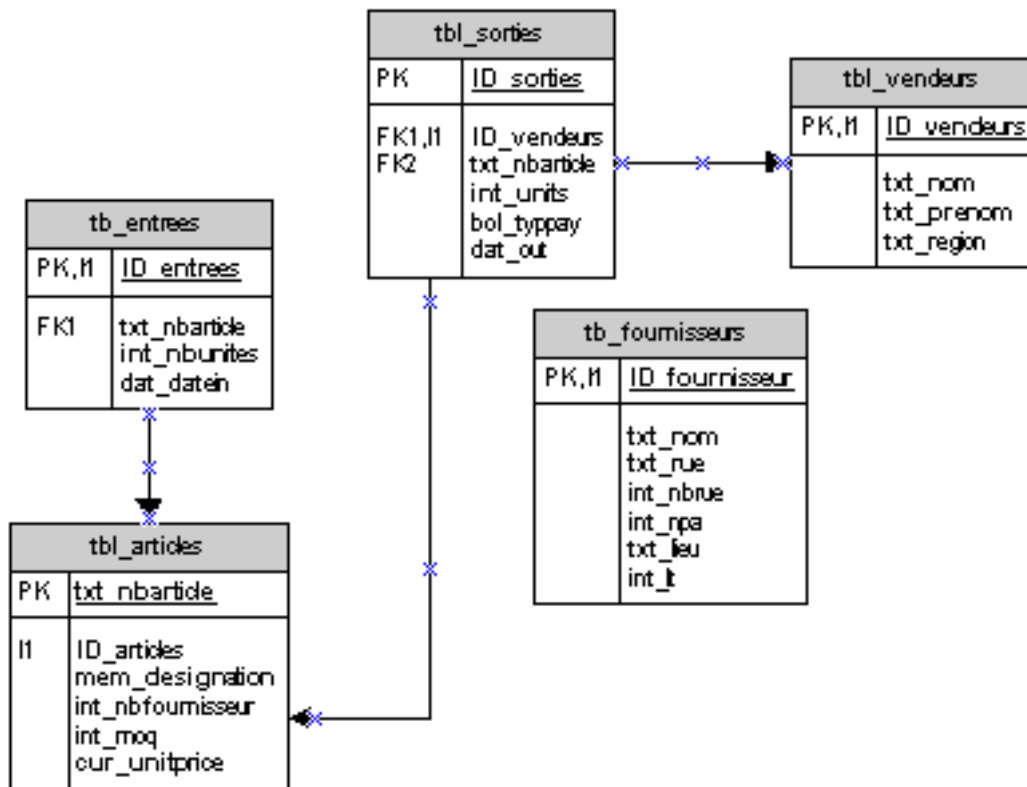 tbl_sorties
PK ID_sorties
FK1,I1 ID_vendeurs
FK2 txt_nbarticle
int_units
bol_typpay
dat_out
tbl_vendeurs
PK,I1 ID_vendeurs
txt_nom
txt_prenom
txt_region
tb_entrees
PK,I1 ID_entrees
FK1 txt_nbarticle
int_nbunites
dat_datein
tb_fournisseurs
PK,I1 ID_fournisseur
txt_nom
txt_rue
int_nbrue
int_npa
txt_lieu
int_lt
tbl_articles
PK txt_nbarticle
I1 ID_articles
mem_designation
int_nbfournisseur
int_moq
cur_unitprice